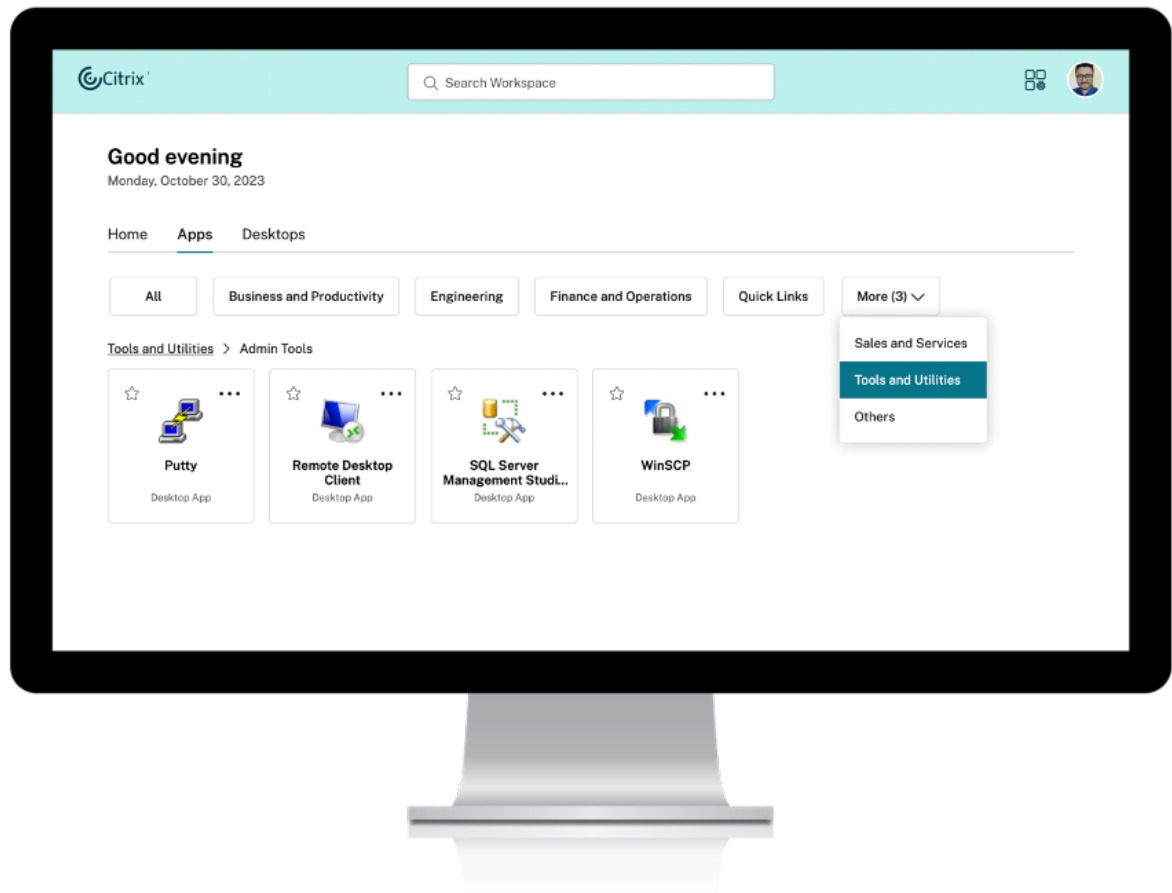 Citrix
Search Workspace
Good evening
Monday, October 30, 2023
Home Apps Desktops
All Business and Productivity Engineering Finance and Operations Quick Links More (3)
Sales and Services
Tools and Utilities
Others
Tools and Utilities > Admin Tools
Putty
Desktop App
Remote Desktop
Client
Desktop App
SQL Server
Management Studi...
Desktop App
WinSCP
Desktop App